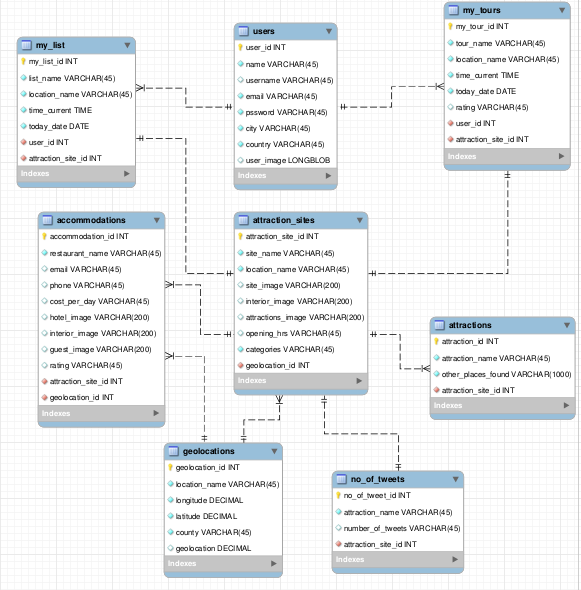 my_list
my_list_id INT
list_name VARCHAR(45)
location_name VARCHAR(45)
time_current TIME
today_date DATE
user_id INT
attraction_site_id INT
Indexes
users
user_id INT
name VARCHAR(45)
username VARCHAR(45)
email VARCHAR(45)
pssword VARCHAR(45)
city VARCHAR(45)
country VARCHAR(45)
user_image LONGBLOB
Indexes
my_tours
my_tour_id INT
tour_name VARCHAR(45)
location_name VARCHAR(45)
time_current TIME
today_date DATE
rating VARCHAR(45)
user_id INT
attraction_site_id INT
Indexes
accommodations
accommodation_id INT
restaurant_name VARCHAR(45)
email VARCHAR(45)
phone VARCHAR(45)
cost_per_day VARCHAR(45)
hotel_image VARCHAR(200)
interior_image VARCHAR(200)
guest_image VARCHAR(200)
rating VARCHAR(45)
attraction_site_id INT
geolocation_id INT
Indexes
attraction_sites
attraction_site_id INT
site_name VARCHAR(45)
location_name VARCHAR(45)
site_image VARCHAR(200)
interior_image VARCHAR(200)
attractions_image VARCHAR(200)
opening_hrs VARCHAR(45)
categories VARCHAR(45)
geolocation_id INT
Indexes
attractions
attraction_id INT
attraction_name VARCHAR(45)
other_places_found VARCHAR(1000)
attraction_site_id INT
Indexes
geolocations
geolocation_id INT
location_name VARCHAR(45)
longitude DECIMAL
latitude DECIMAL
county VARCHAR(45)
geolocation DECIMAL
Indexes
no_of_tweets
no_of_tweet_id INT
attraction_name VARCHAR(45)
number_of_tweets VARCHAR(45)
attraction_site_id INT
Indexes